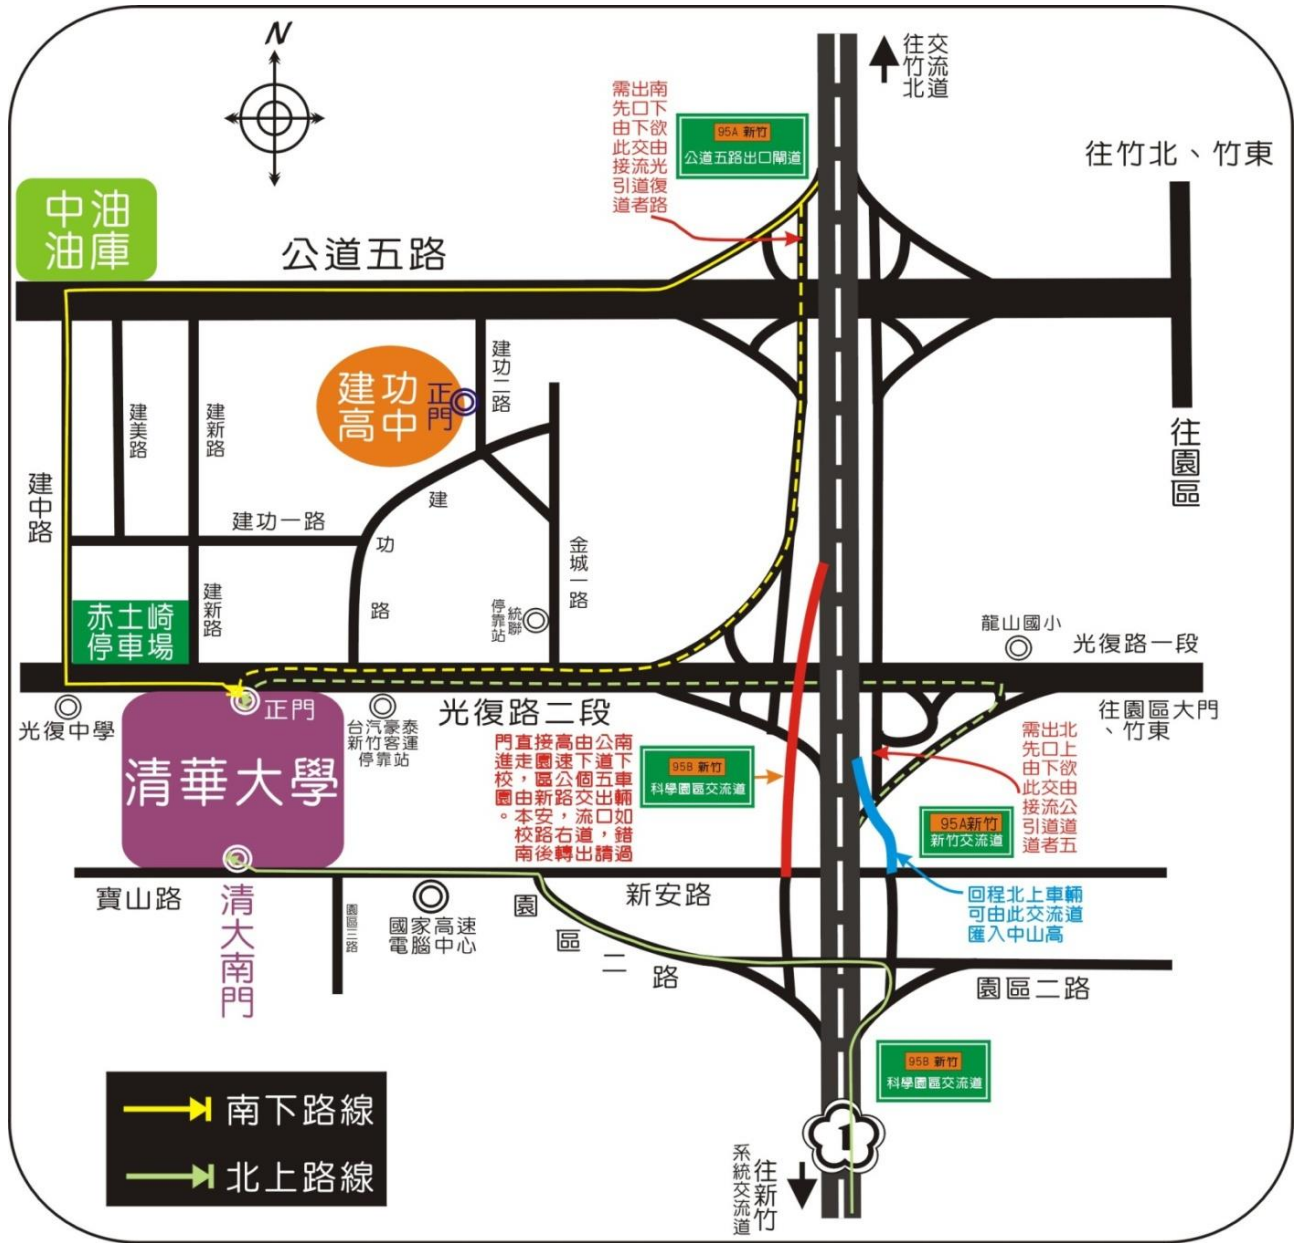 N
往竹北
交流道
需先由此接引道
出口下交流道者
南下欲由光復路
95A 新竹
公道五路出口閘道
往竹北、竹東
中油
油庫
公道五路
建功
高中
正門
建功二路
建美路
建新路
建中路
建功一路
建
功
路
金城一路
往園區
赤土崎
停車場
建新路
統聯
停靠站
龍山國小
光復路一段
正門
光復中學
台汽豪泰
新竹客運
停靠站
光復路二段
往園區大門
、竹東
清華大學
南下車輛如錯過
公道五出口,請
由下個交流道出
高速公路,右轉
接園區新安路後
直走,由本校南
門進校園。
95B 新竹
科學園區交流道
需先由此接引道
出口下交流道者
北上欲由公道五
95A新竹
新竹交流道
寶山路
新安路
回程北上車輛
可由此交流道
匯入中山高
清大南門
園區三路
國家高速
電腦中心
園
區
二
路
園區二路
95B 新竹
科學園區交流道
南下路線
北上路線
1
往新竹
系統交流道